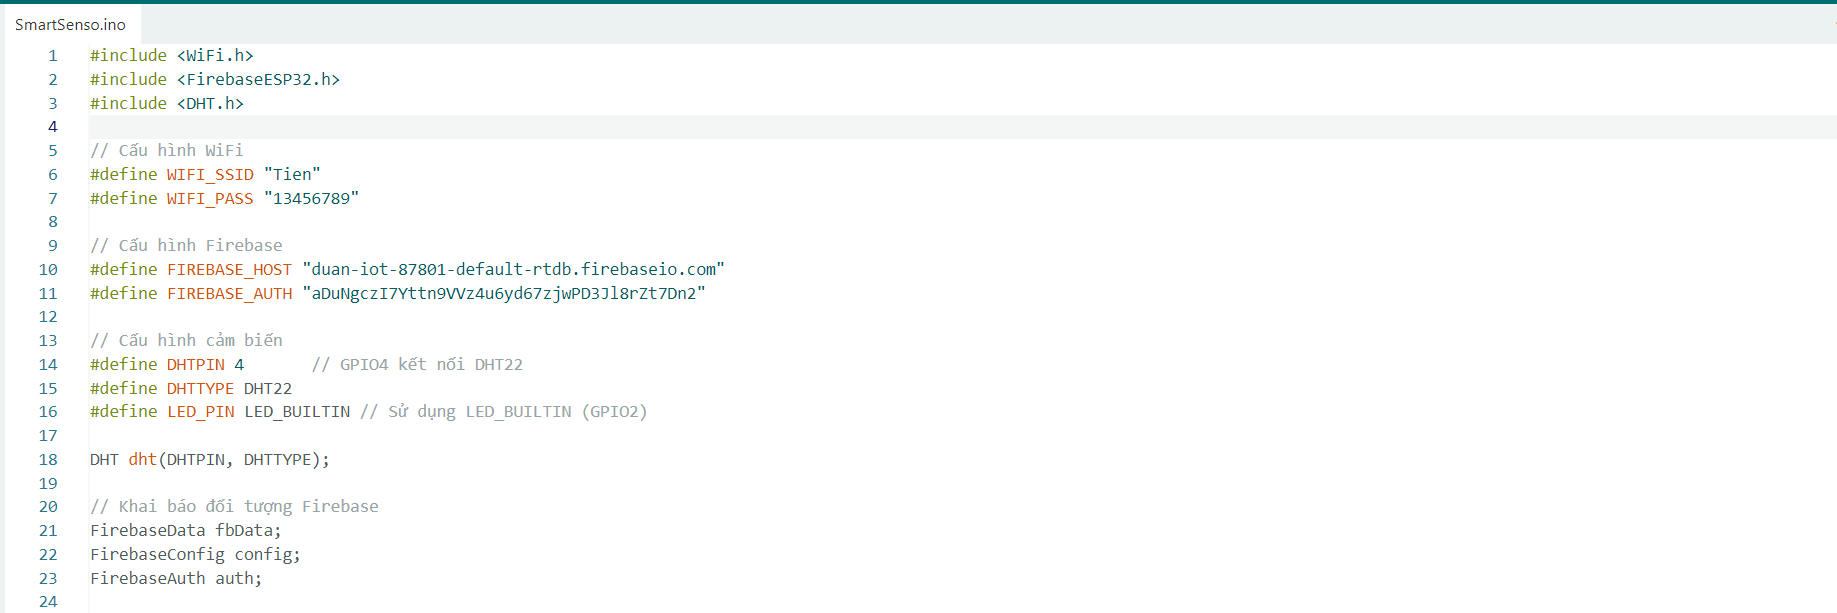 SmartSenso.ino
1 #include <WiFi.h>
2 #include <FirebaseESP32.h>
3 #include <DHT.h>
4
5 // Cấu hình WiFi
6 #define WIFI_SSID "Tien"
7 #define WIFI_PASS "13456789"
8
9 // Cấu hình Firebase
10 #define FIREBASE_HOST "duan-iot-87801-default-rtdb.firebaseio.com"
11 #define FIREBASE_AUTH "aDuNgczI7Yttn9VVz4u6yd67zjwPD3Jl8rZt7Dn2"
12
13 // Cấu hình cảm biến
14 #define DHTPIN 4 // GPIO4 kết nối DHT22
15 #define DHTTYPE DHT22
16 #define LED_PIN LED_BUILTIN // Sử dụng LED_BUILTIN (GPIO2)
17
18 DHT dht(DHTPIN, DHTTYPE);
19
20 // Khai báo đối tượng Firebase
21 FirebaseData fbData;
22 FirebaseConfig config;
23 FirebaseAuth auth;
24